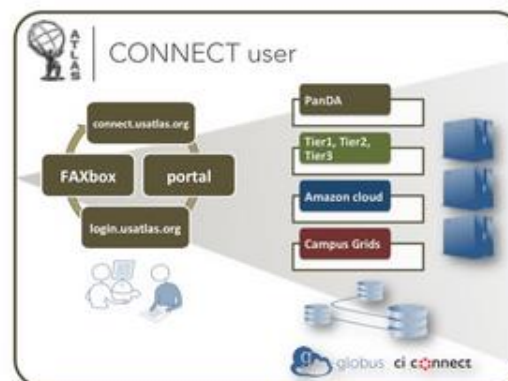 ATLAS
CONNECT user
connect.usatlas.org
FAXbox
portal
login.usatlas.org
PanDA
Tier1, Tier2,
Tier3
Amazon cloud
Campus Grids
g
globus
ci connect